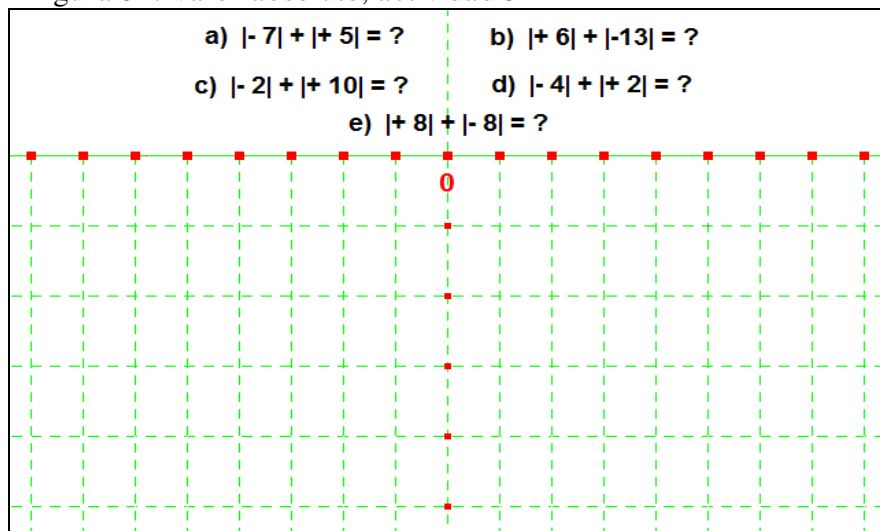 a) |- 7| + |+ 5| = ? b) |+ 6| + |-13| = ?
c) |- 2| + |+ 10| = ? d) |- 4| + |+ 2| = ?
e) |+ 8| + |- 8| = ?
0